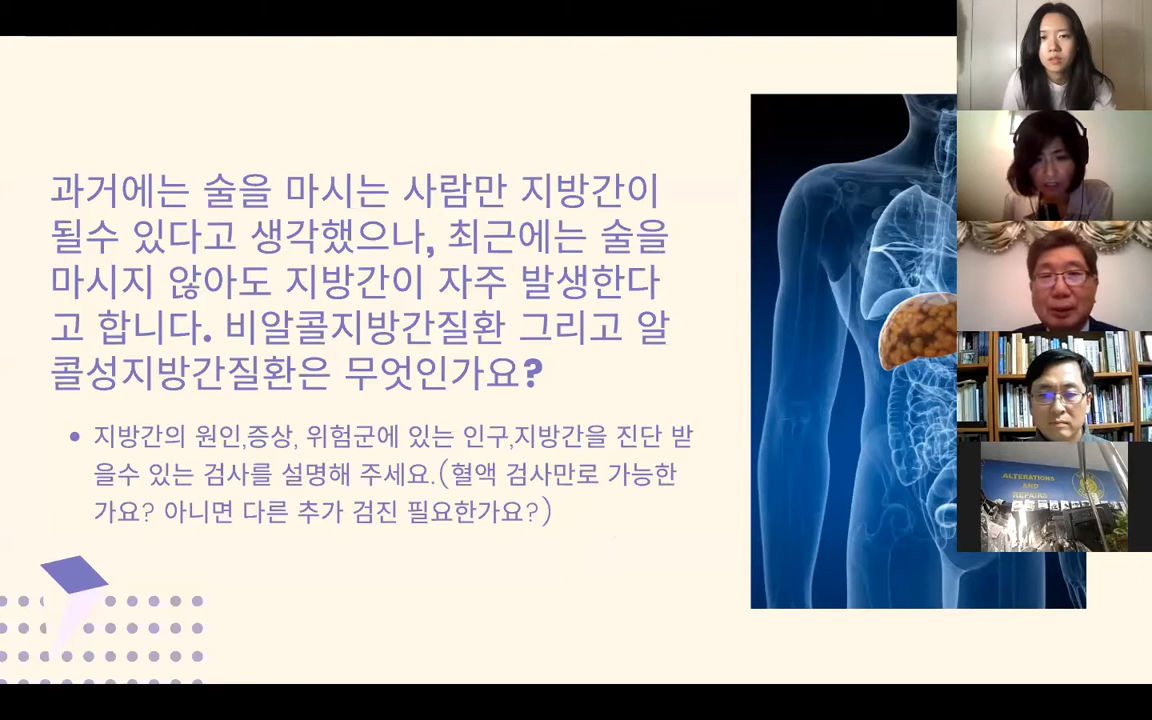 과거에는 술을 마시는 사람만 지방간이
될수 있다고 생각했으나, 최근에는 술을
마시지 않아도 지방간이 자주 발생한다
고 합니다. 비알콜지방간질환 그리고 알
콜성지방간질환은 무엇인가요?
• 지방간의 원인,증상, 위험군에 있는 인구,지방간을 진단 받
을수 있는 검사를 설명해 주세요.(혈액 검사만로 가능한
가요? 아니면 다른 추가 검진 필요한가요?)
ALTERATIONS
AND
REPAIRS